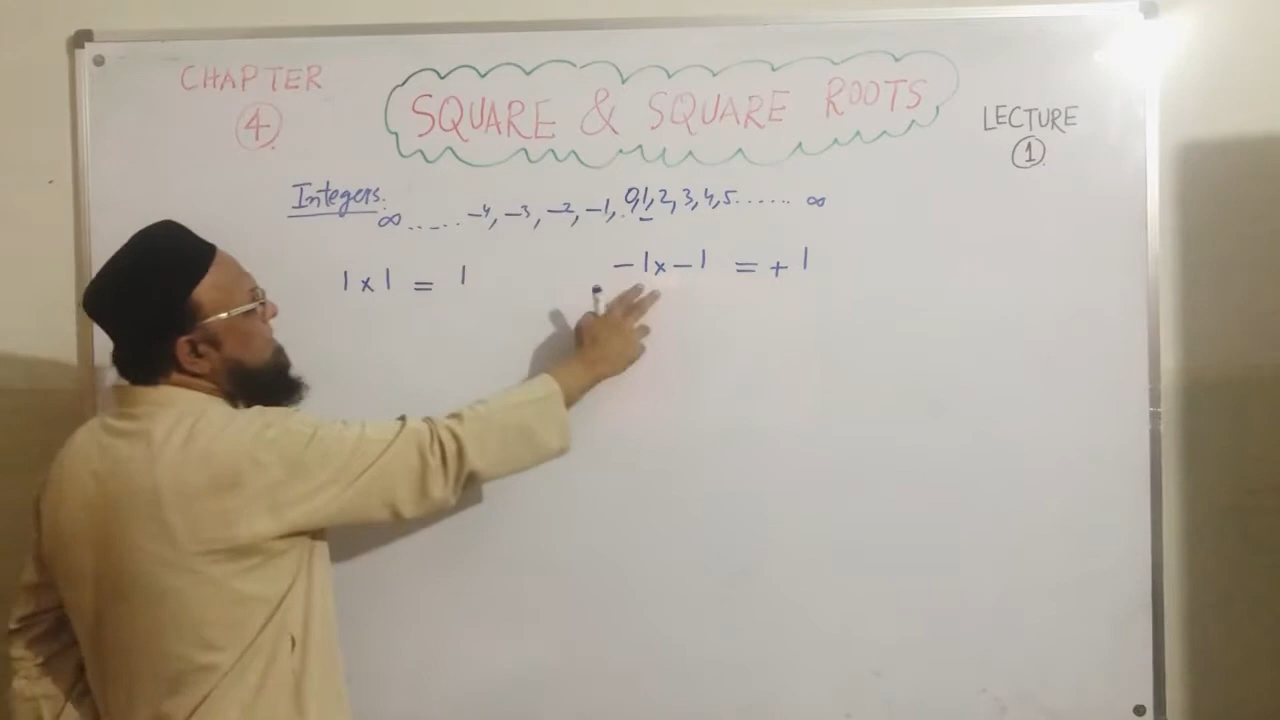 CHAPTER
4
SQUARE & SQUARE ROOTS
LECTURE
1
Integers.
∞ ...... -4, -3, -2, -1, 0, 1, 2, 3, 4, 5 ...... ∞
1 x 1 = 1
-1 x -1 = + 1